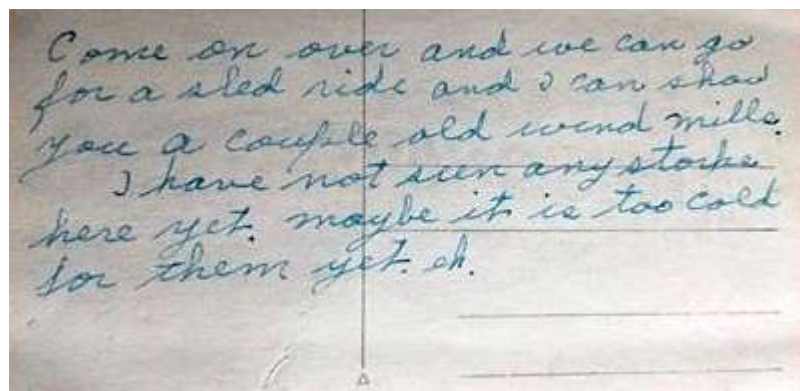 Come on over and we can go
for a sled ride and I can show
you a couple old wind mills.
I have not seen any storks
here yet. maybe it is too cold
for them yet. eh.